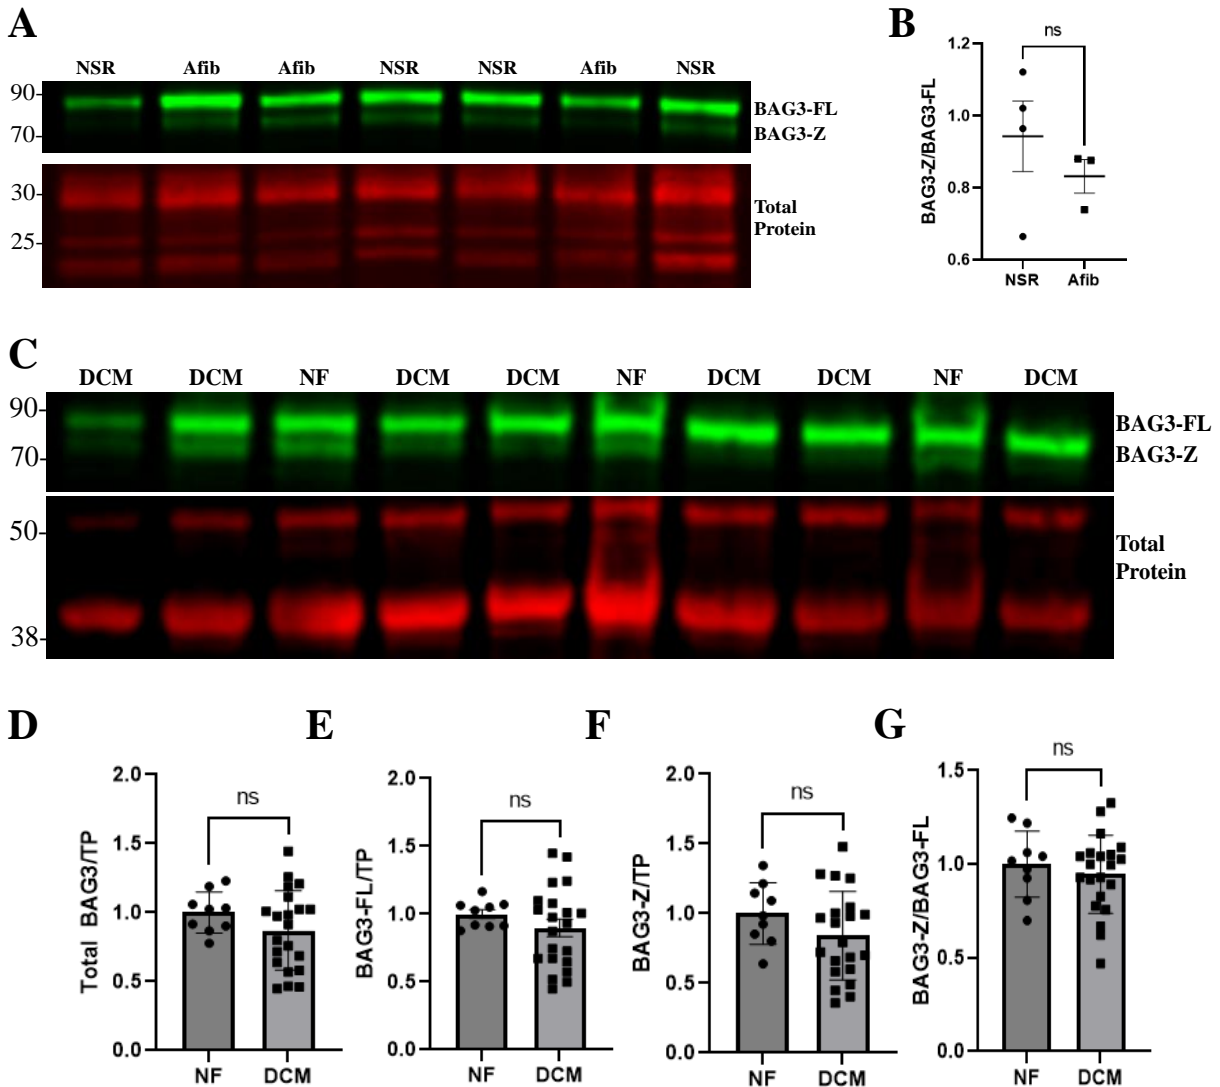 A
NSR Afib Afib NSR NSR Afib NSR
90
BAG3-FL
70
BAG3-Z
30
Total
Protein
25
B
ns
1.2
1.0
0.8
0.6
BAG3-Z/BAG3-FL
NSR Afib
C
DCM DCM NF DCM DCM NF DCM DCM NF DCM
90
BAG3-FL
70
BAG3-Z
50
Total
Protein
38
D
ns
2.0
1.5
1.0
0.5
0.0
Total BAG3/TP
NF DCM
E
ns
2.0
1.5
1.0
0.5
0.0
BAG3-FL/TP
NF DCM
F
ns
2.0
1.5
1.0
0.5
0.0
BAG3-Z/TP
NF DCM
G
ns
1.5
1.0
0.5
0.0
BAG3-Z/BAG3-FL
NF DCM